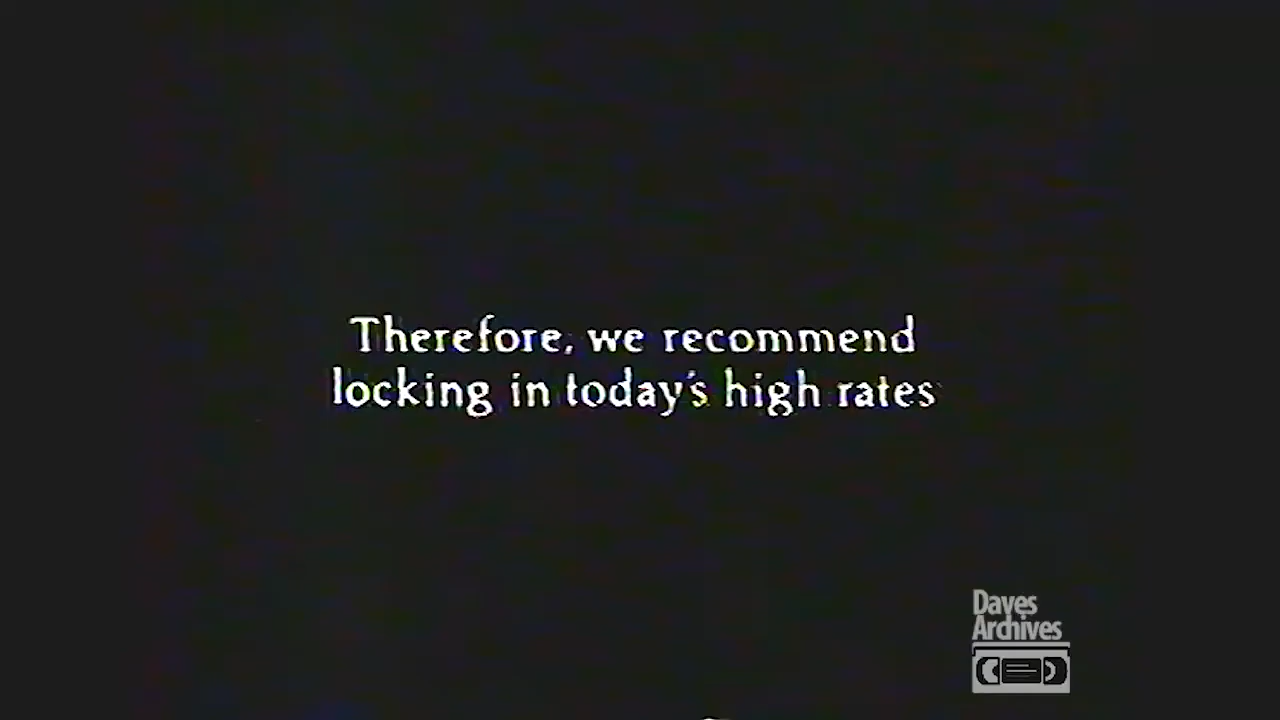 Therefore, we recommend
locking in today's high rates
Daves
Archives